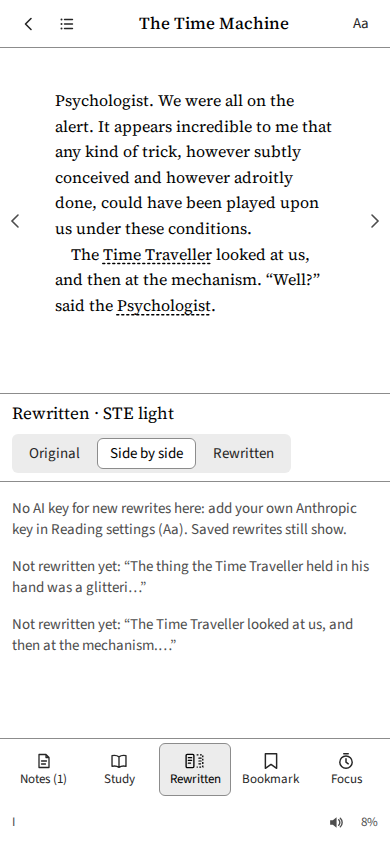 The Time Machine
Aa
Psychologist. We were all on the
alert. It appears incredible to me that
any kind of trick, however subtly
conceived and however adroitly
done, could have been played upon
us under these conditions.
The Time Traveller looked at us,
and then at the mechanism. “Well?”
said the Psychologist.
Rewritten · STE light
Original
Side by side
Rewritten
No AI key for new rewrites here: add your own Anthropic
key in Reading settings (Aa). Saved rewrites still show.
Not rewritten yet: “The thing the Time Traveller held in his
hand was a glitteri…”
Not rewritten yet: “The Time Traveller looked at us, and
then at the mechanism.…”
Notes (1)
Study
Rewritten
Bookmark
Focus
I
8%